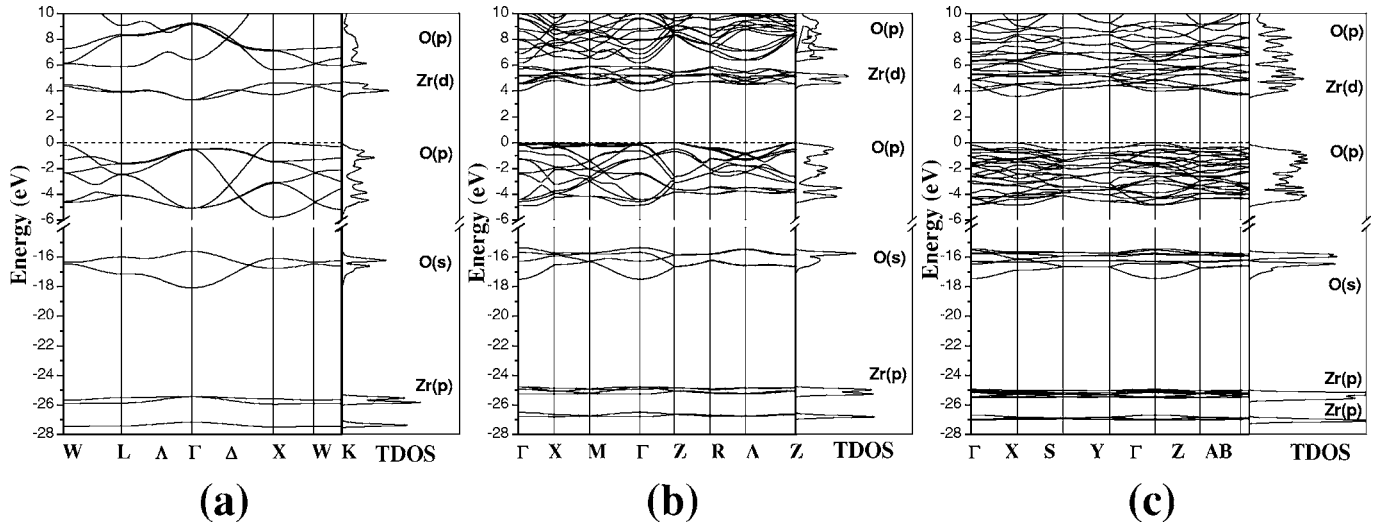 10
8
6
4
2
0
-2
-4
-6
-16
-18
-20
-22
-24
-26
-28
Energy (eV)
O(p)
Zr(d)
O(p)
O(s)
Zr(p)
W L Λ Γ Δ X W K TDOS
(a)
10
8
6
4
2
0
-2
-4
-6
-16
-18
-20
-22
-24
-26
-28
Energy (eV)
O(p)
Zr(d)
O(p)
O(s)
Zr(p)
Γ X M Γ Z R Λ Z TDOS
(b)
10
8
6
4
2
0
-2
-4
-6
-16
-18
-20
-22
-24
-26
-28
Energy (eV)
O(p)
Zr(d)
O(p)
O(s)
Zr(p)
Zr(p)
Γ X S Y Γ Z AB TDOS
(c)